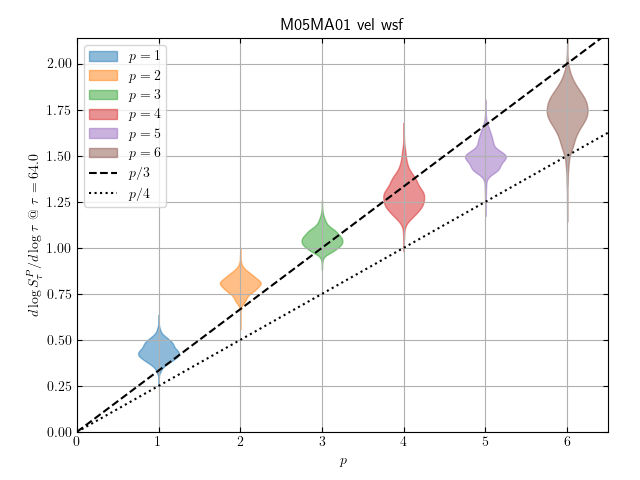 M05MA01 vel wsf
d log S_τ^P / d log τ @ τ = 64.0
2.00
1.75
1.50
1.25
1.00
0.75
0.50
0.25
0.00
p = 1
p = 2
p = 3
p = 4
p = 5
p = 6
p/3
p/4
0 1 2 3 4 5 6
p